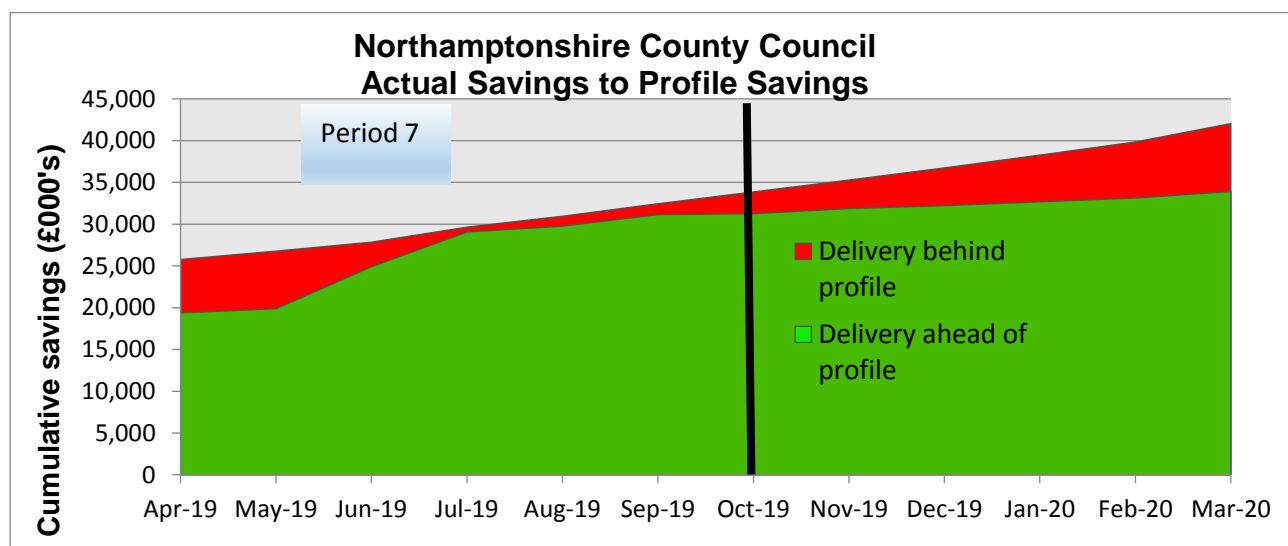 Northamptonshire County Council
Actual Savings to Profile Savings
Cumulative savings (£000's)
45,000
40,000
35,000
30,000
25,000
20,000
15,000
10,000
5,000
0
Period 7
Delivery behind
profile
Delivery ahead of
profile
Apr-19 May-19 Jun-19 Jul-19 Aug-19 Sep-19 Oct-19 Nov-19 Dec-19 Jan-20 Feb-20 Mar-20